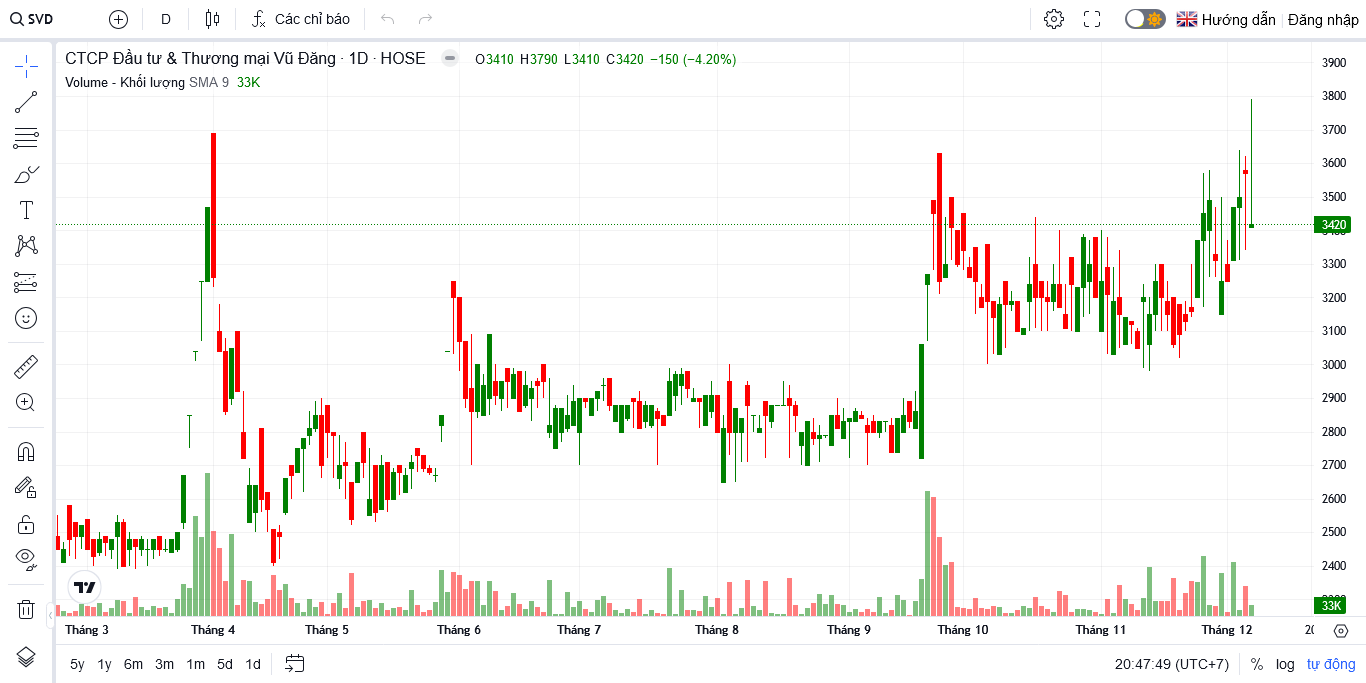 SVD D Các chỉ báo Hướng dẫn Đăng nhập
CTCP Đầu tư & Thương mại Vũ Đăng · 1D · HOSE O3410 H3790 L3410 C3420 −150 (−4.20%)
Volume - Khối lượng SMA 9 33K
3900
3800
3700
3600
3500
3420
3300
3200
3100
3000
2900
2800
2700
2600
2500
2400
33K
Tháng 3 Tháng 4 Tháng 5 Tháng 6 Tháng 7 Tháng 8 Tháng 9 Tháng 10 Tháng 11 Tháng 12
5y 1y 6m 3m 1m 5d 1d 20:47:49 (UTC+7) % log tự động